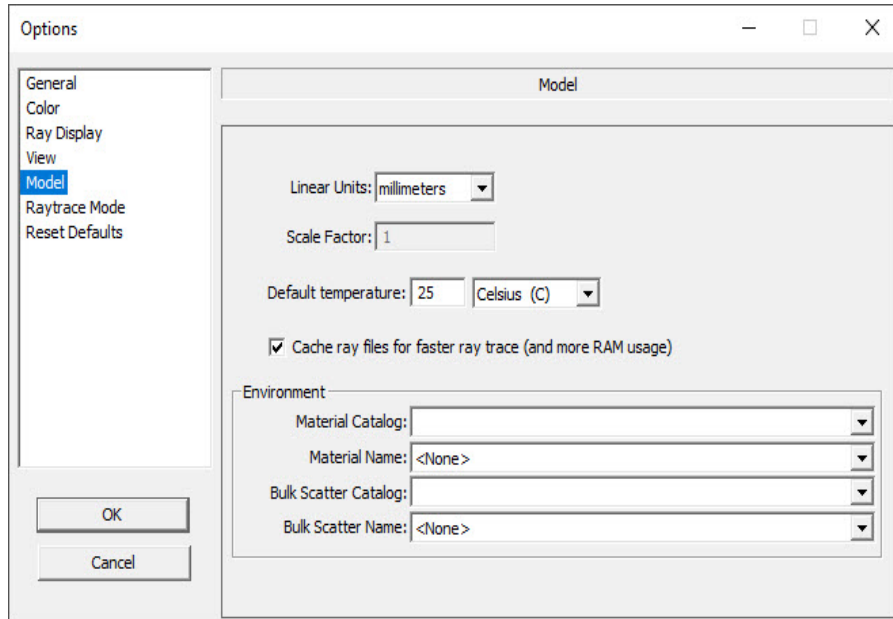 Options
General
Color
Ray Display
View
Model
Raytrace Mode
Reset Defaults
OK
Cancel
Model
Linear Units: millimeters
Scale Factor: 1
Default temperature: 25 Celsius (C)
Cache ray files for faster ray trace (and more RAM usage)
Environment
Material Catalog:
Material Name: <None>
Bulk Scatter Catalog:
Bulk Scatter Name: <None>